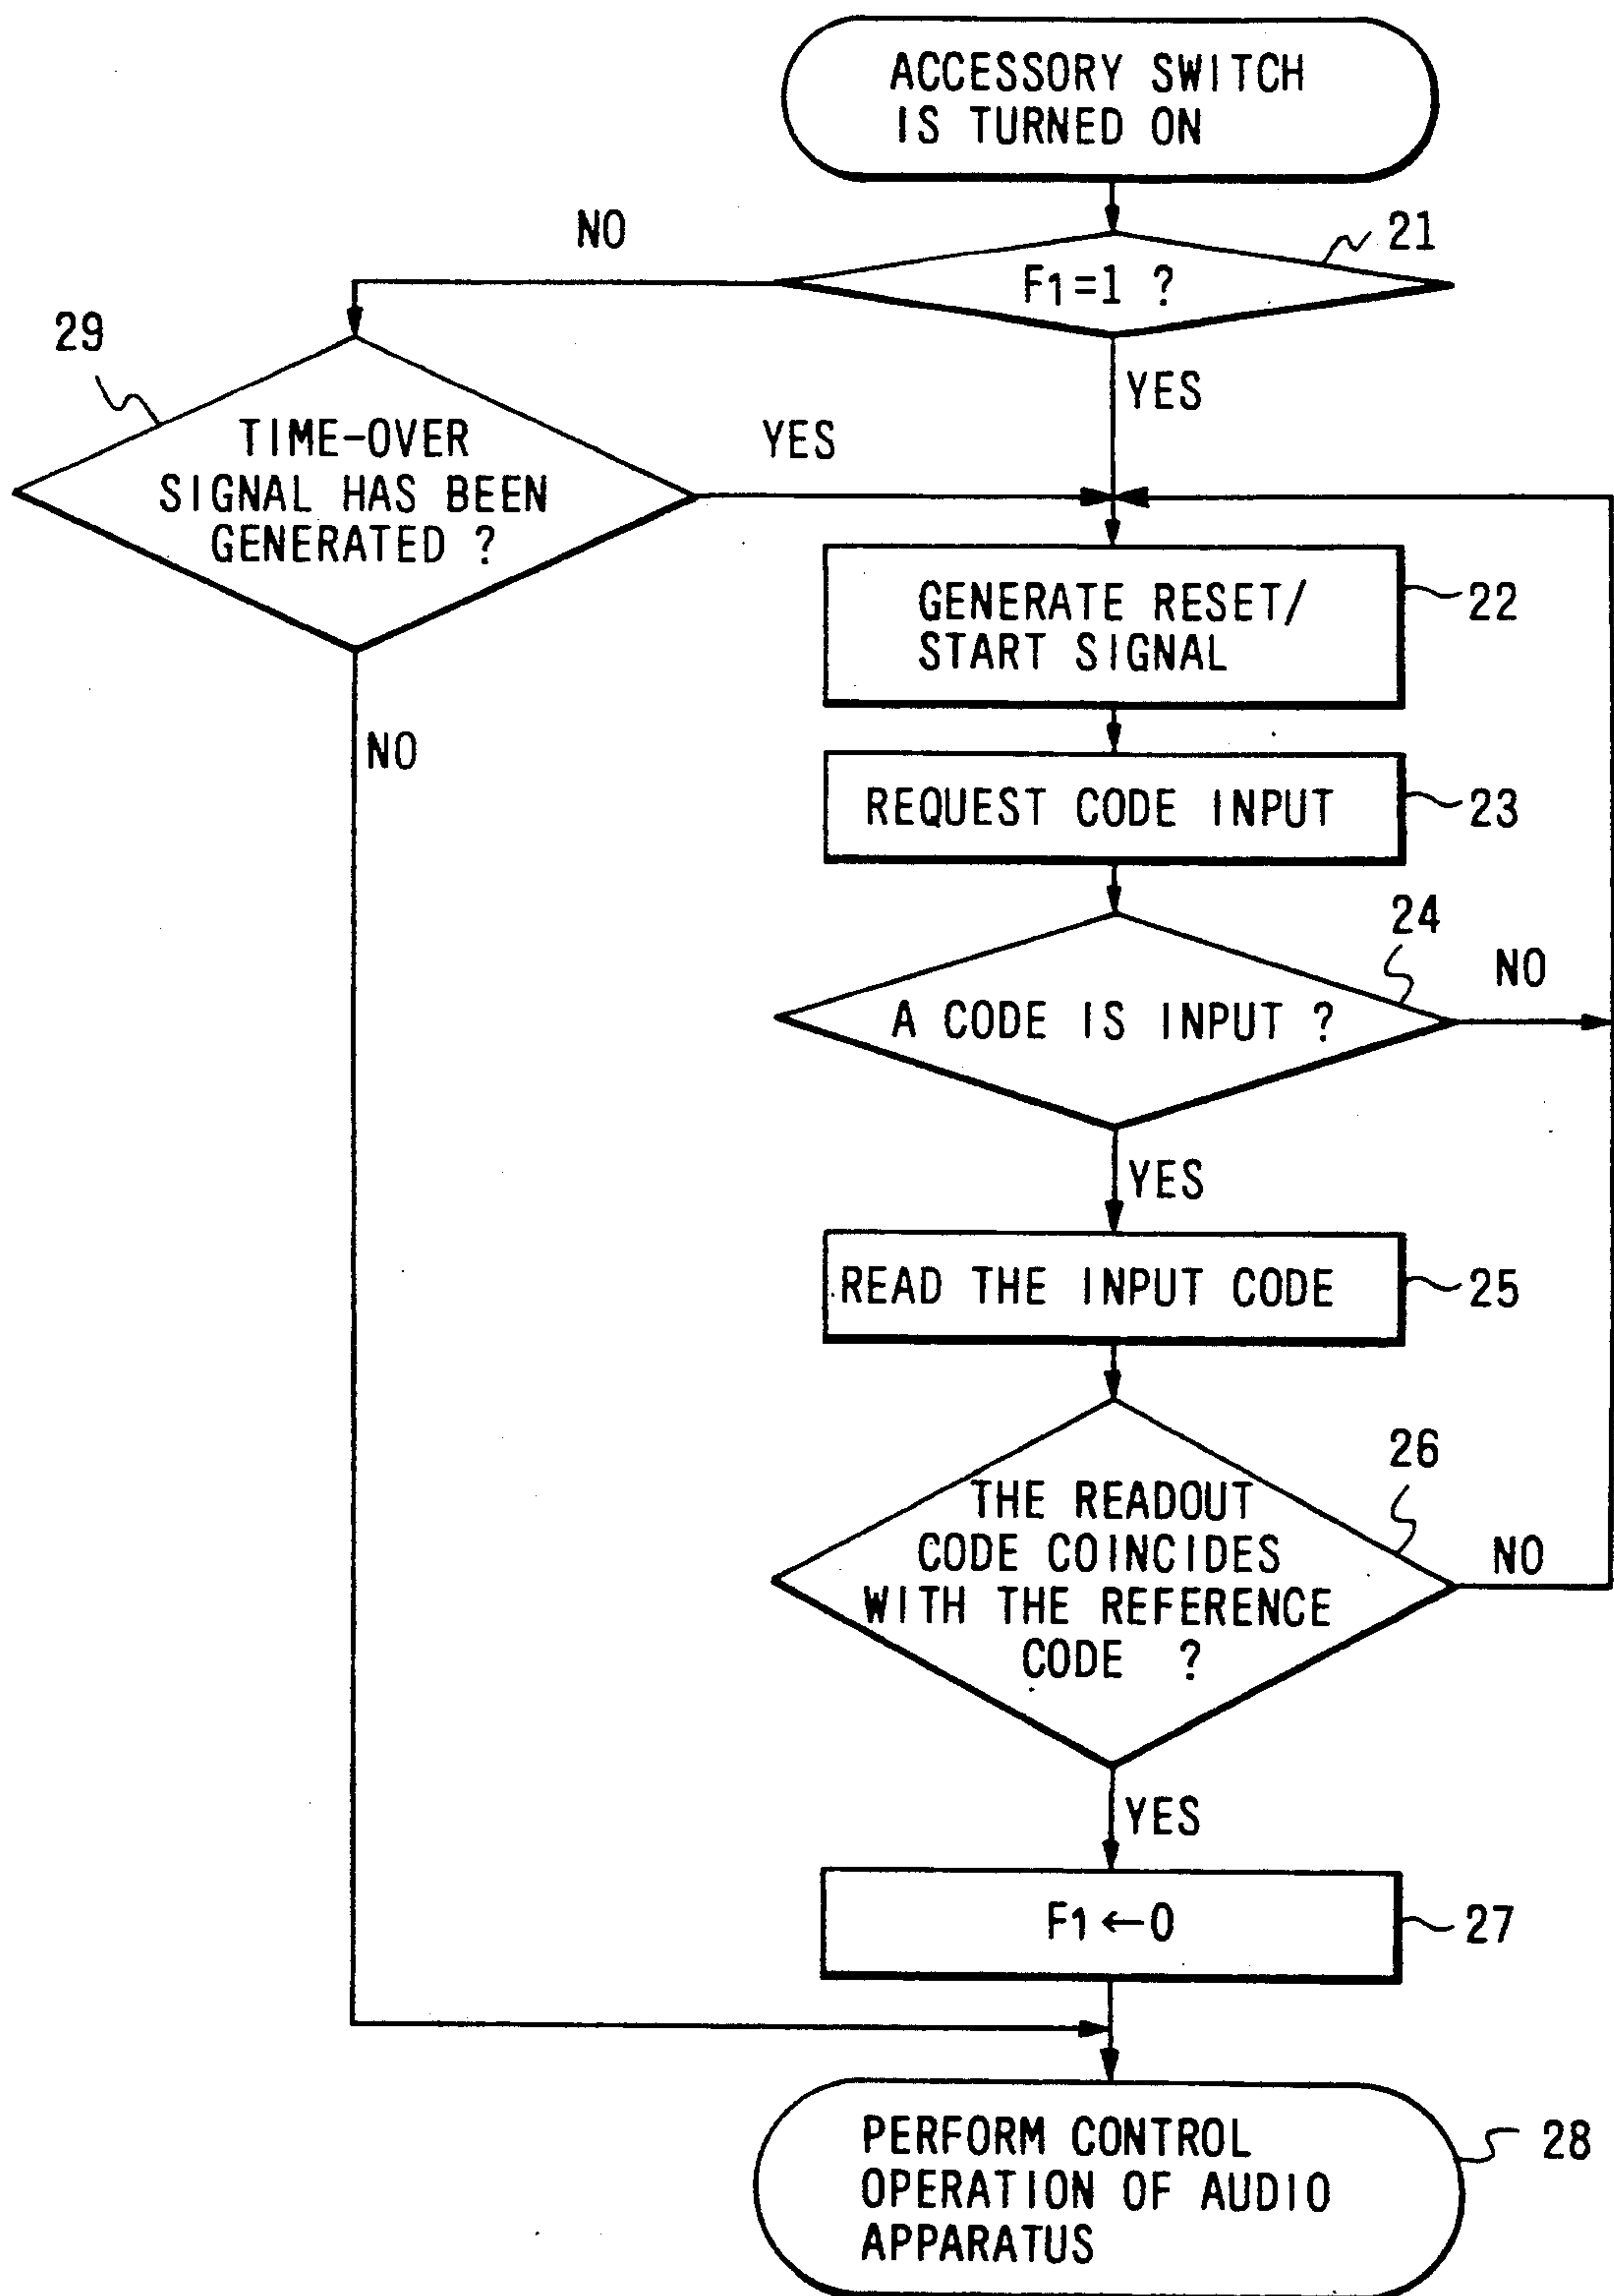 ACCESSORY SWITCH
IS TURNED ON
NO
21
F1=1 ?
29
YES
TIME-OVER
SIGNAL HAS BEEN
GENERATED ?
YES
GENERATE RESET/
START SIGNAL
22
NO
REQUEST CODE INPUT
23
24
NO
A CODE IS INPUT ?
YES
READ THE INPUT CODE
25
26
THE READOUT
CODE COINCIDES
WITH THE REFERENCE
CODE ?
NO
YES
F1←0
27
PERFORM CONTROL
OPERATION OF AUDIO
APPARATUS
28